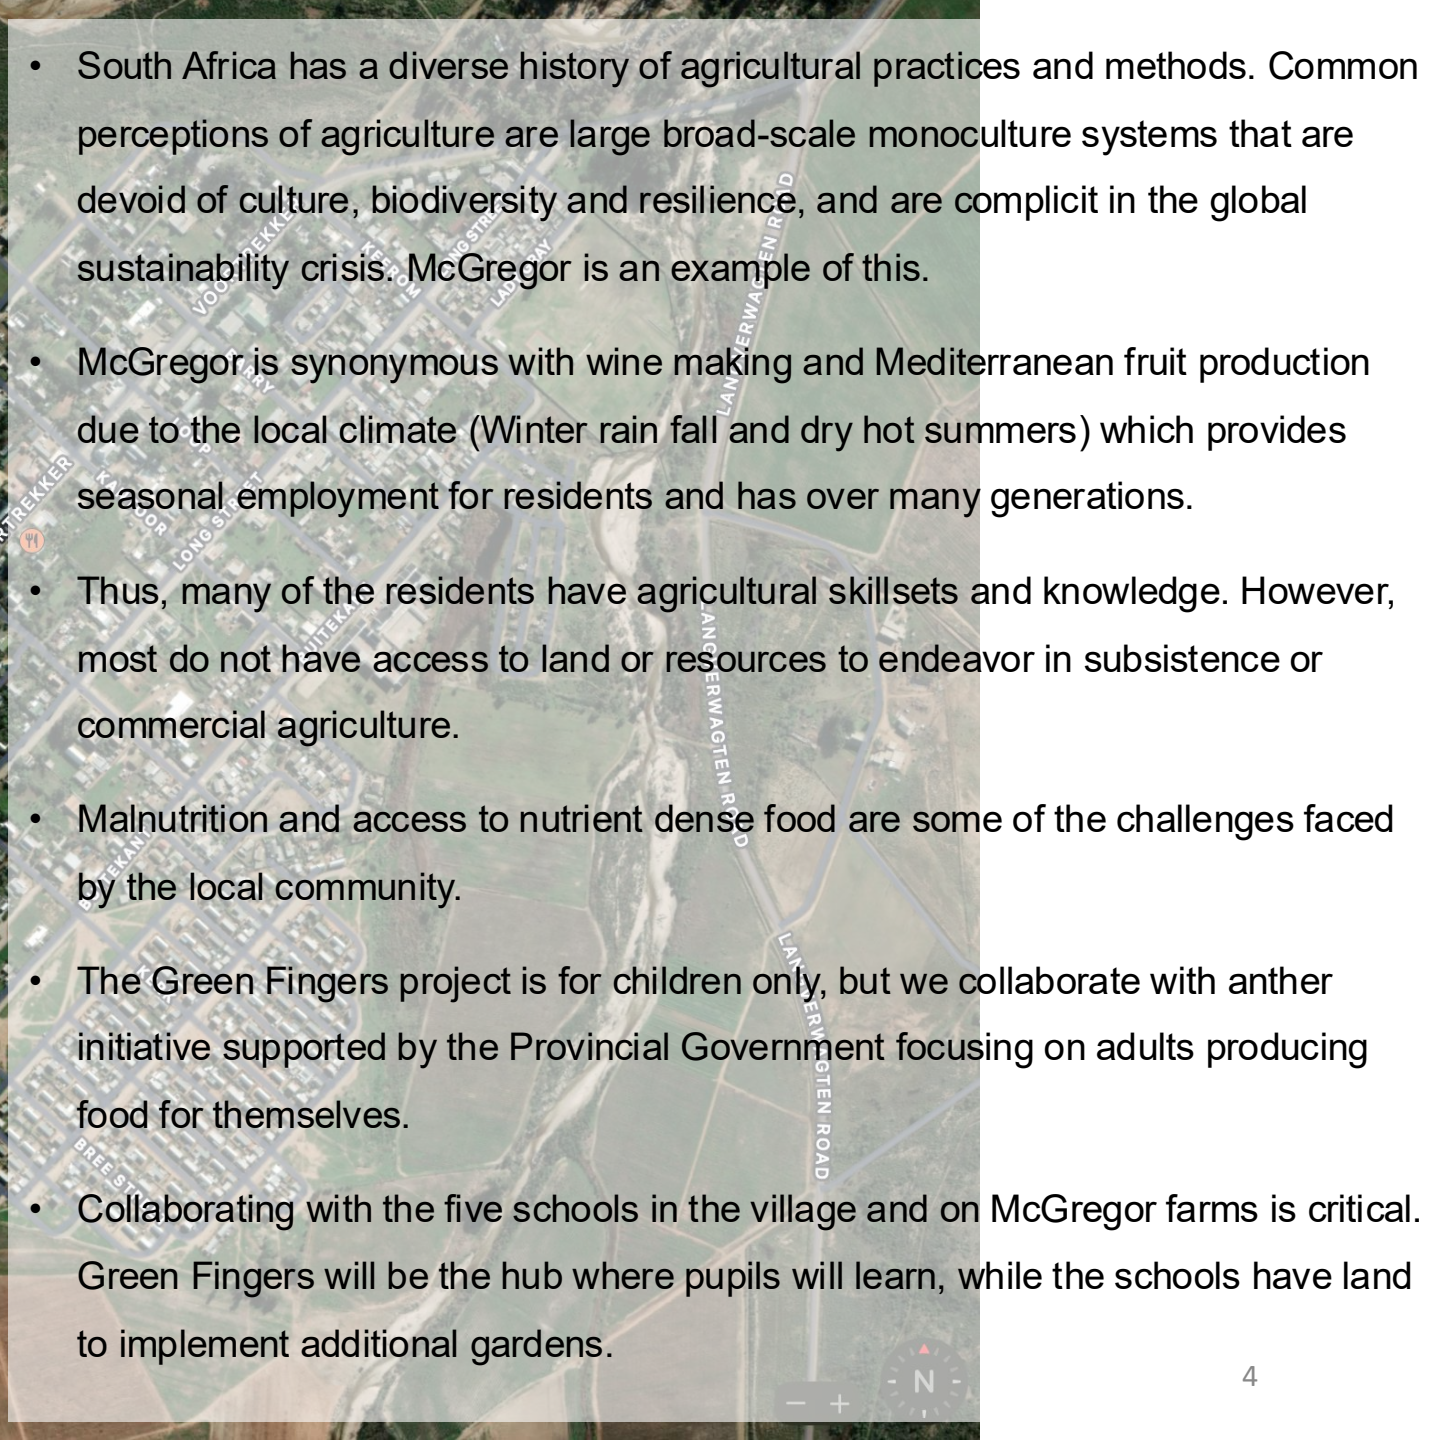 • South Africa has a diverse history of agricultural practices and methods. Common
perceptions of agriculture are large broad-scale monoculture systems that are
devoid of culture, biodiversity and resilience, and are complicit in the global
sustainability crisis. McGregor is an example of this.
• McGregor is synonymous with wine making and Mediterranean fruit production
due to the local climate (Winter rain fall and dry hot summers) which provides
seasonal employment for residents and has over many generations.
• Thus, many of the residents have agricultural skillsets and knowledge. However,
most do not have access to land or resources to endeavor in subsistence or
commercial agriculture.
• Malnutrition and access to nutrient dense food are some of the challenges faced
by the local community.
• The Green Fingers project is for children only, but we collaborate with anther
initiative supported by the Provincial Government focusing on adults producing
food for themselves.
• Collaborating with the five schools in the village and on McGregor farms is critical.
Green Fingers will be the hub where pupils will learn, while the schools have land
to implement additional gardens.
4
KEEROM
LONG STREET
BREE
N
− +